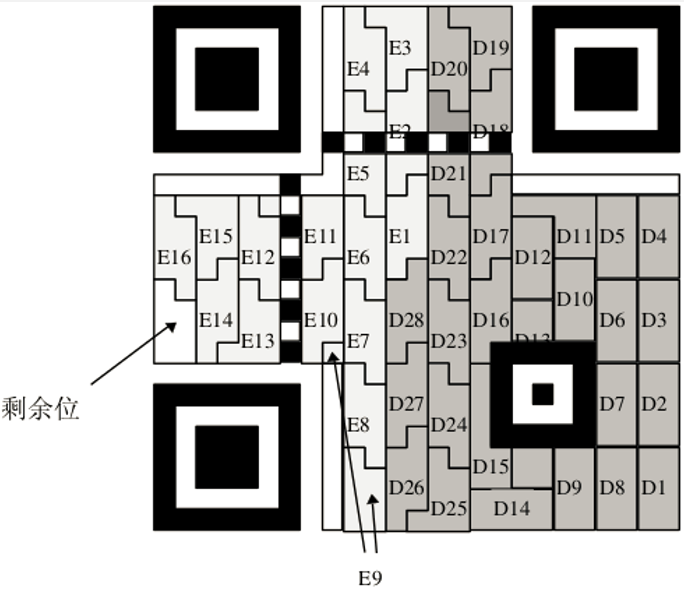 E3 D19
E4 D20
E2 D18
E5 D21
E15 E11 E1 D17 D11 D5 D4
E16 E12 E6 D22 D12
D10
E14 E10 D28 D16 D6 D3
E13 E7 D23 D13
剩余位
D27 D7 D2
E8 D24
D15
D26 D9 D8 D1
D25 D14
E9